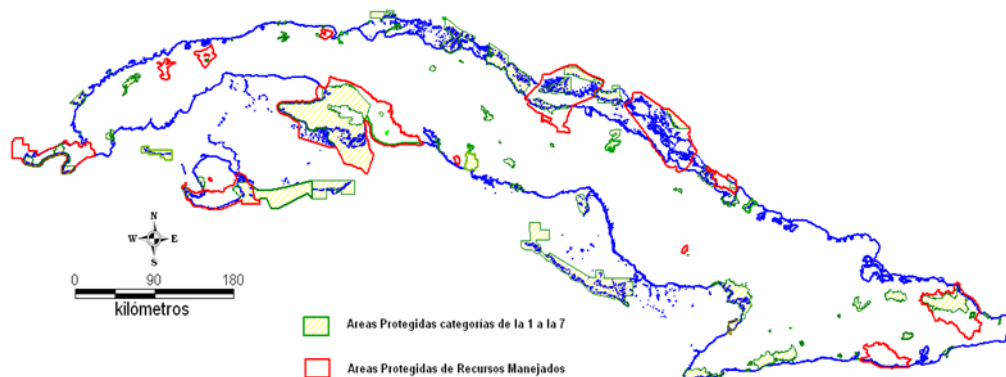 N
W E
S
0 90 180
kilómetros
Areas Protegidas categorías de la 1 a la 7
Areas Protegidas de Recursos Manejados